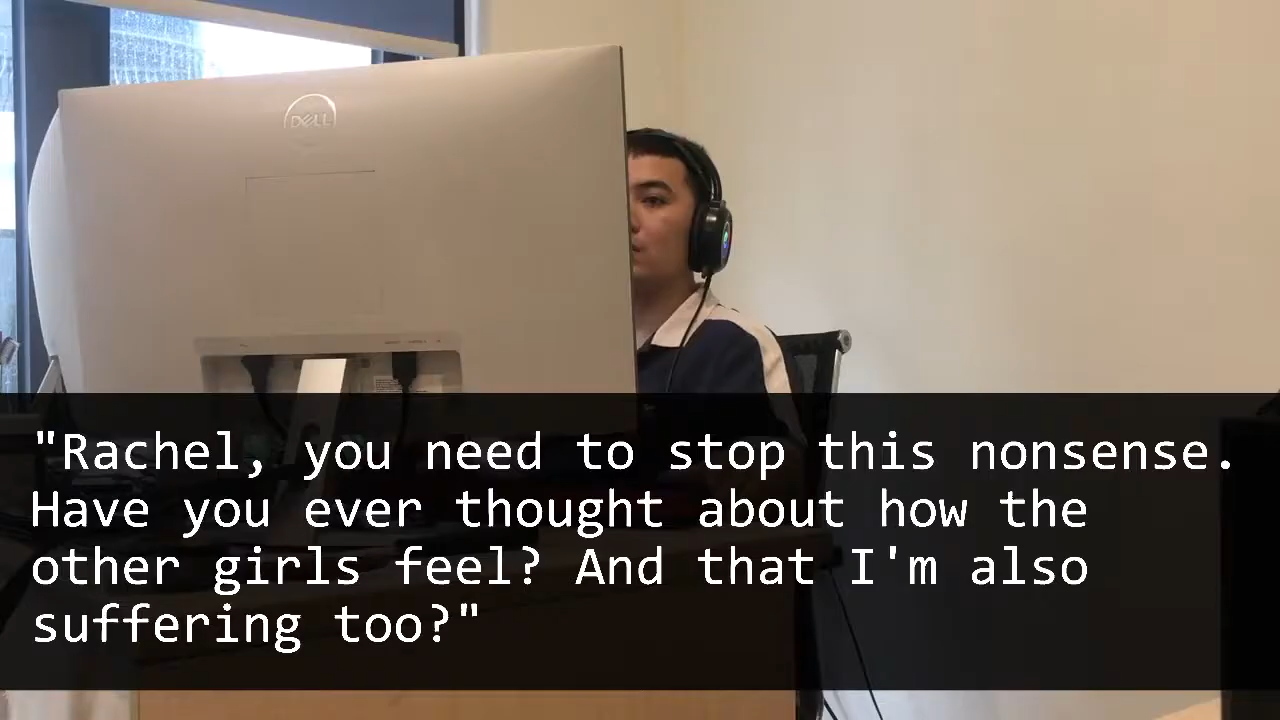 DELL
"Rachel, you need to stop this nonsense.
Have you ever thought about how the
other girls feel? And that I'm also
suffering too?"